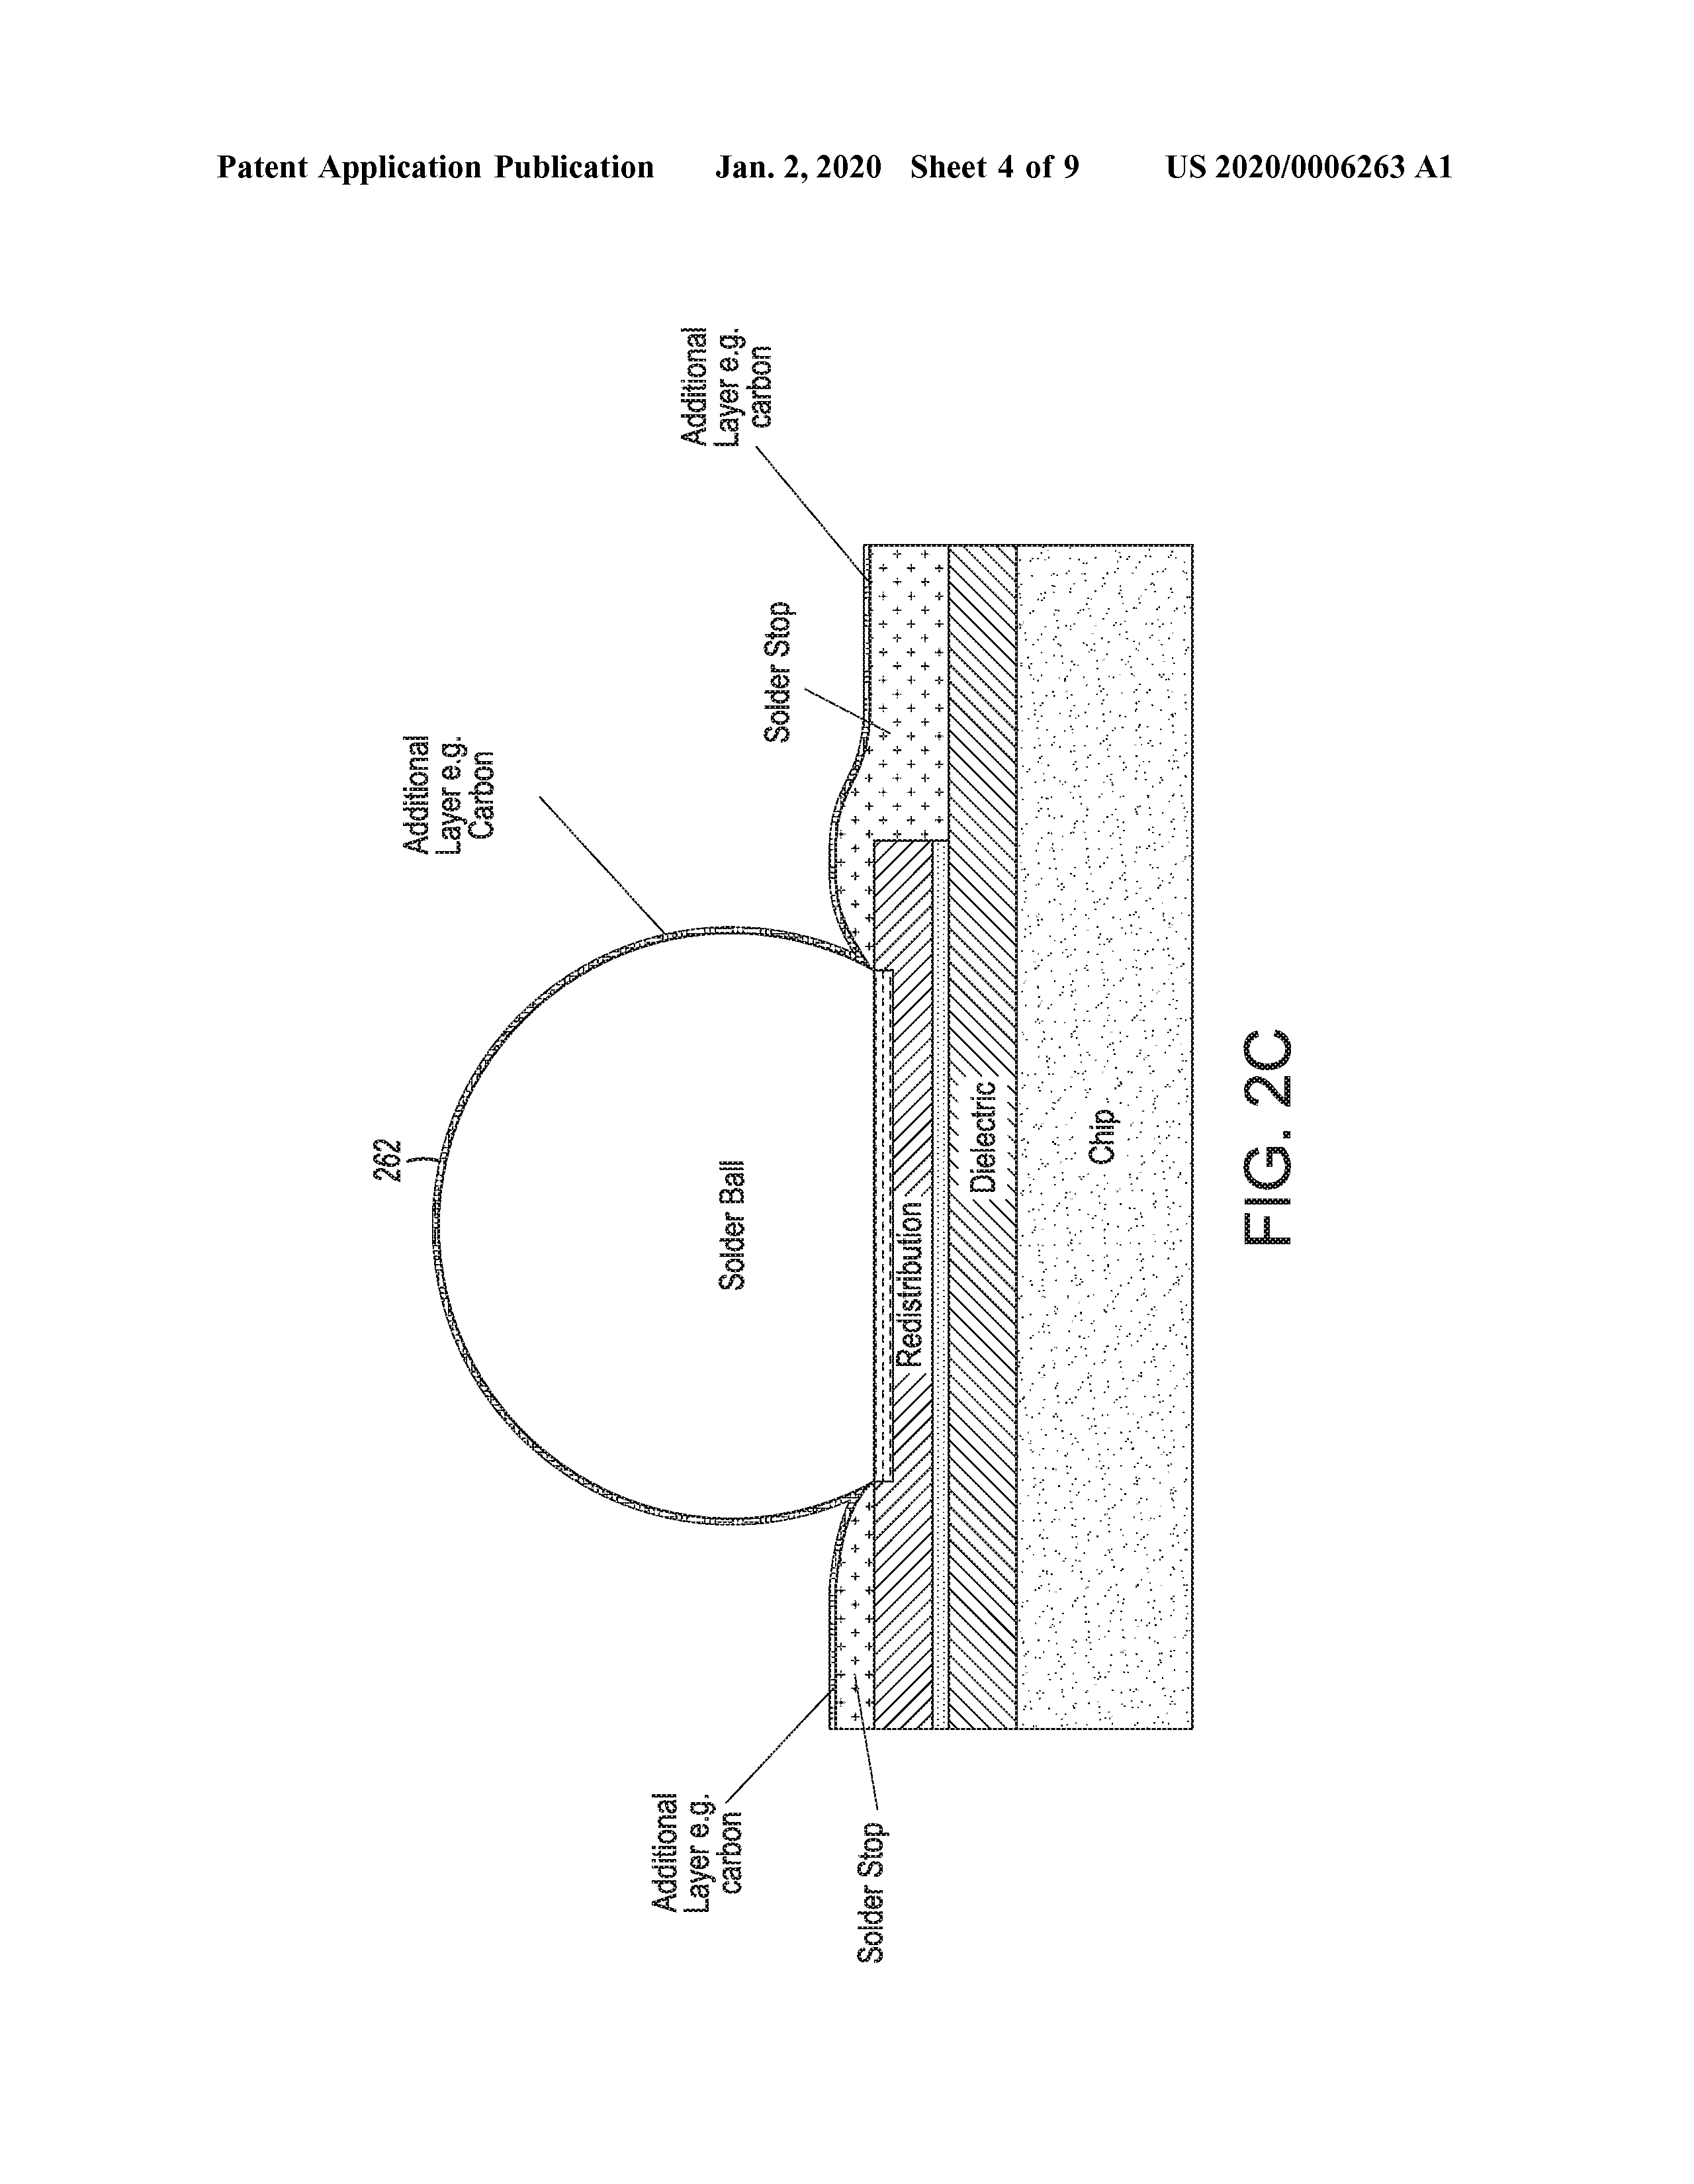 Patent Application Publication Jan. 2, 2020 Sheet 4 of 9 US 2020/0006263 A1
262
Additional
Layer e.g.
Carbon
Additional
Layer e.g.
carbon
Solder Stop
Solder Ball
Additional
Layer e.g.
carbon
Solder Stop
Redistribution
Dielectric
Chip
FIG. 2C